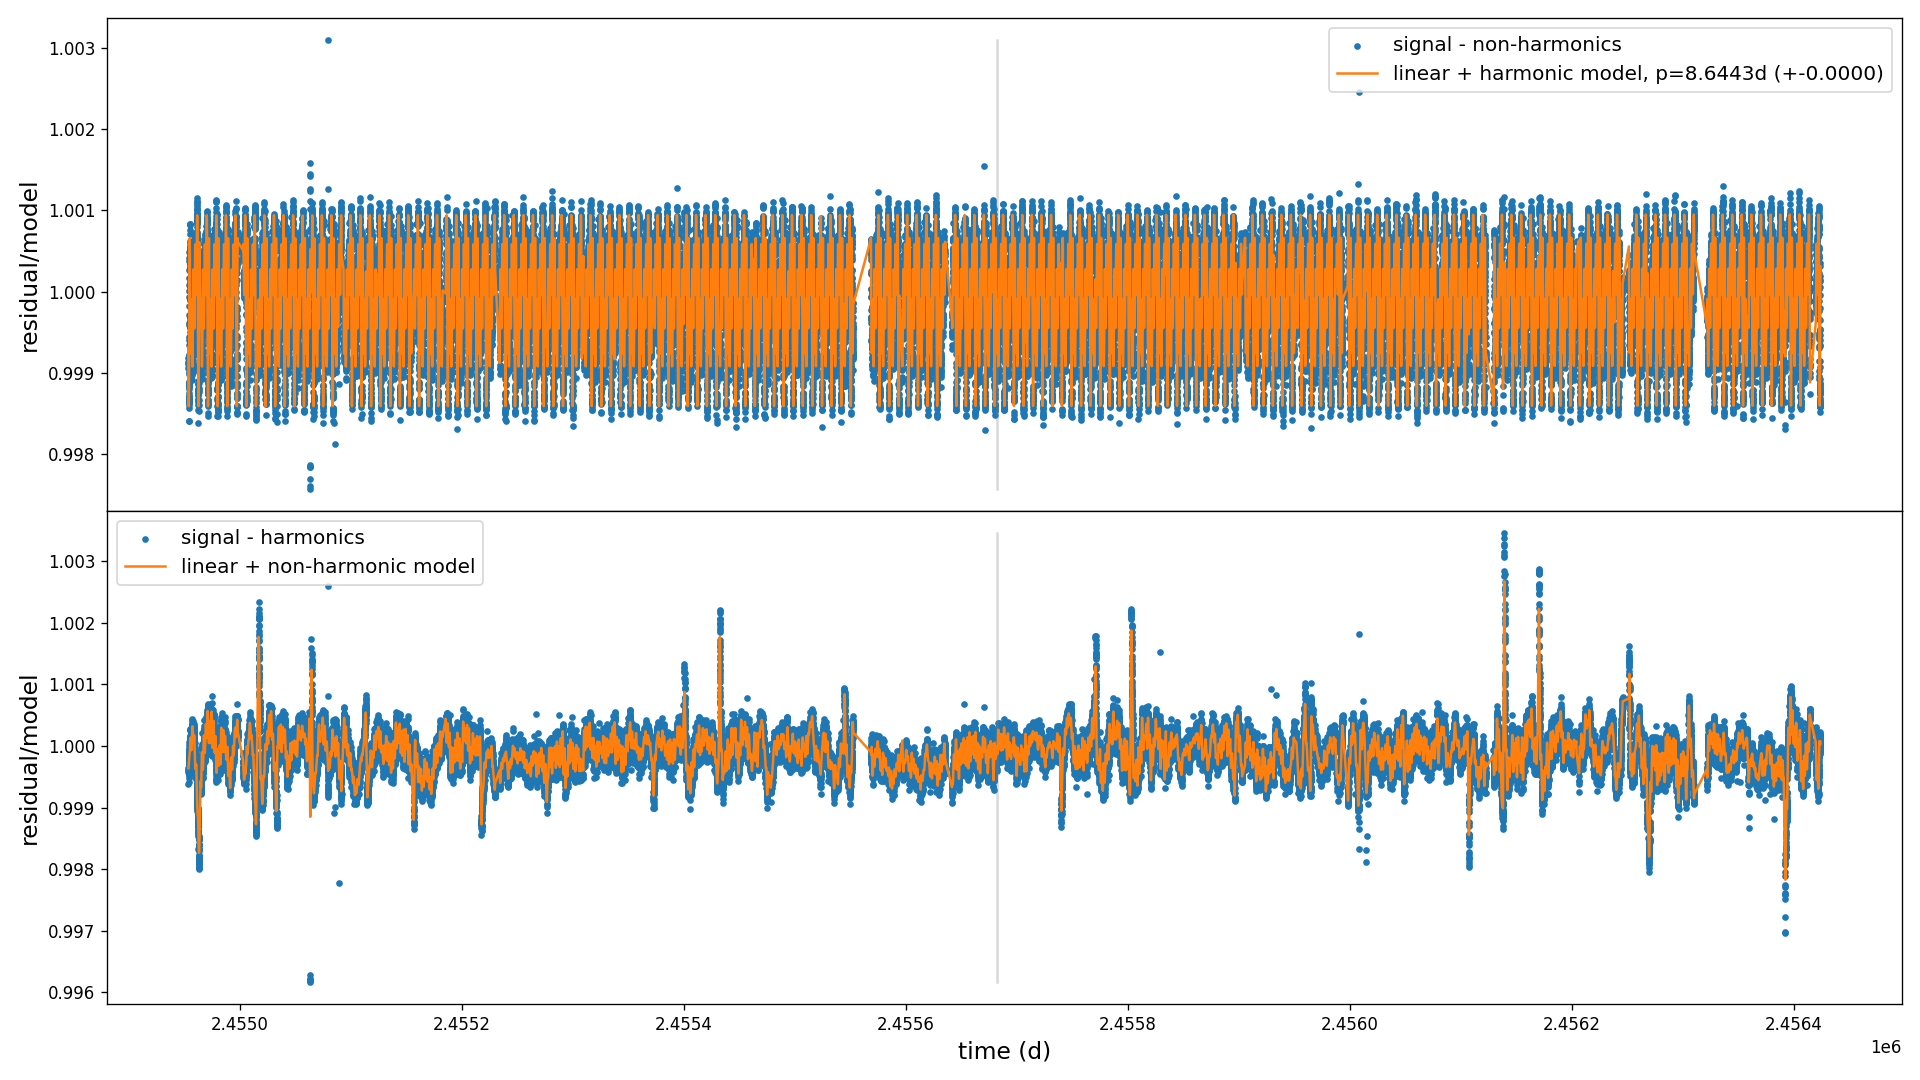 signal - non-harmonics
linear + harmonic model, p=8.6443d (+-0.0000)
1.003
1.002
1.001
1.000
0.999
0.998
residual/model
signal - harmonics
linear + non-harmonic model
1.003
1.002
1.001
1.000
0.999
0.998
0.997
0.996
residual/model
2.4550 2.4552 2.4554 2.4556 2.4558 2.4560 2.4562 2.4564
time (d)
1e6